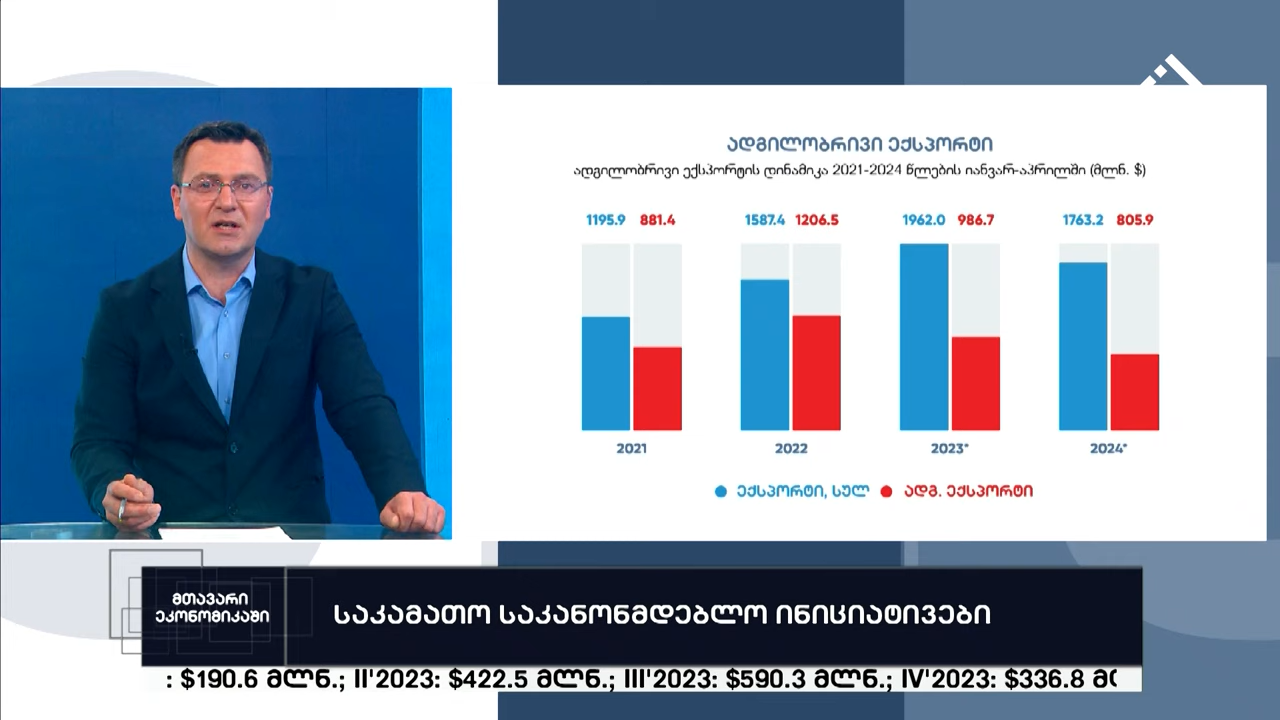 ადგილობრივი ექსპორტი
ადგილობრივი ექსპორტის დინამიკა 2021-2024 წლების იანვარ-აპრილში (მლნ. $)
1195.9 881.4 1587.4 1206.5 1962.0 986.7 1763.2 805.9
2021 2022 2023* 2024*
ექსპორტი, სულ ადგ. ექსპორტი
მთავარი
ეკონომიკაში
საკამათო საკანონმდებლო ინიციატივები
: $190.6 მლნ.; II'2023: $422.5 მლნ.; III'2023: $590.3 მლნ.; IV'2023: $336.8